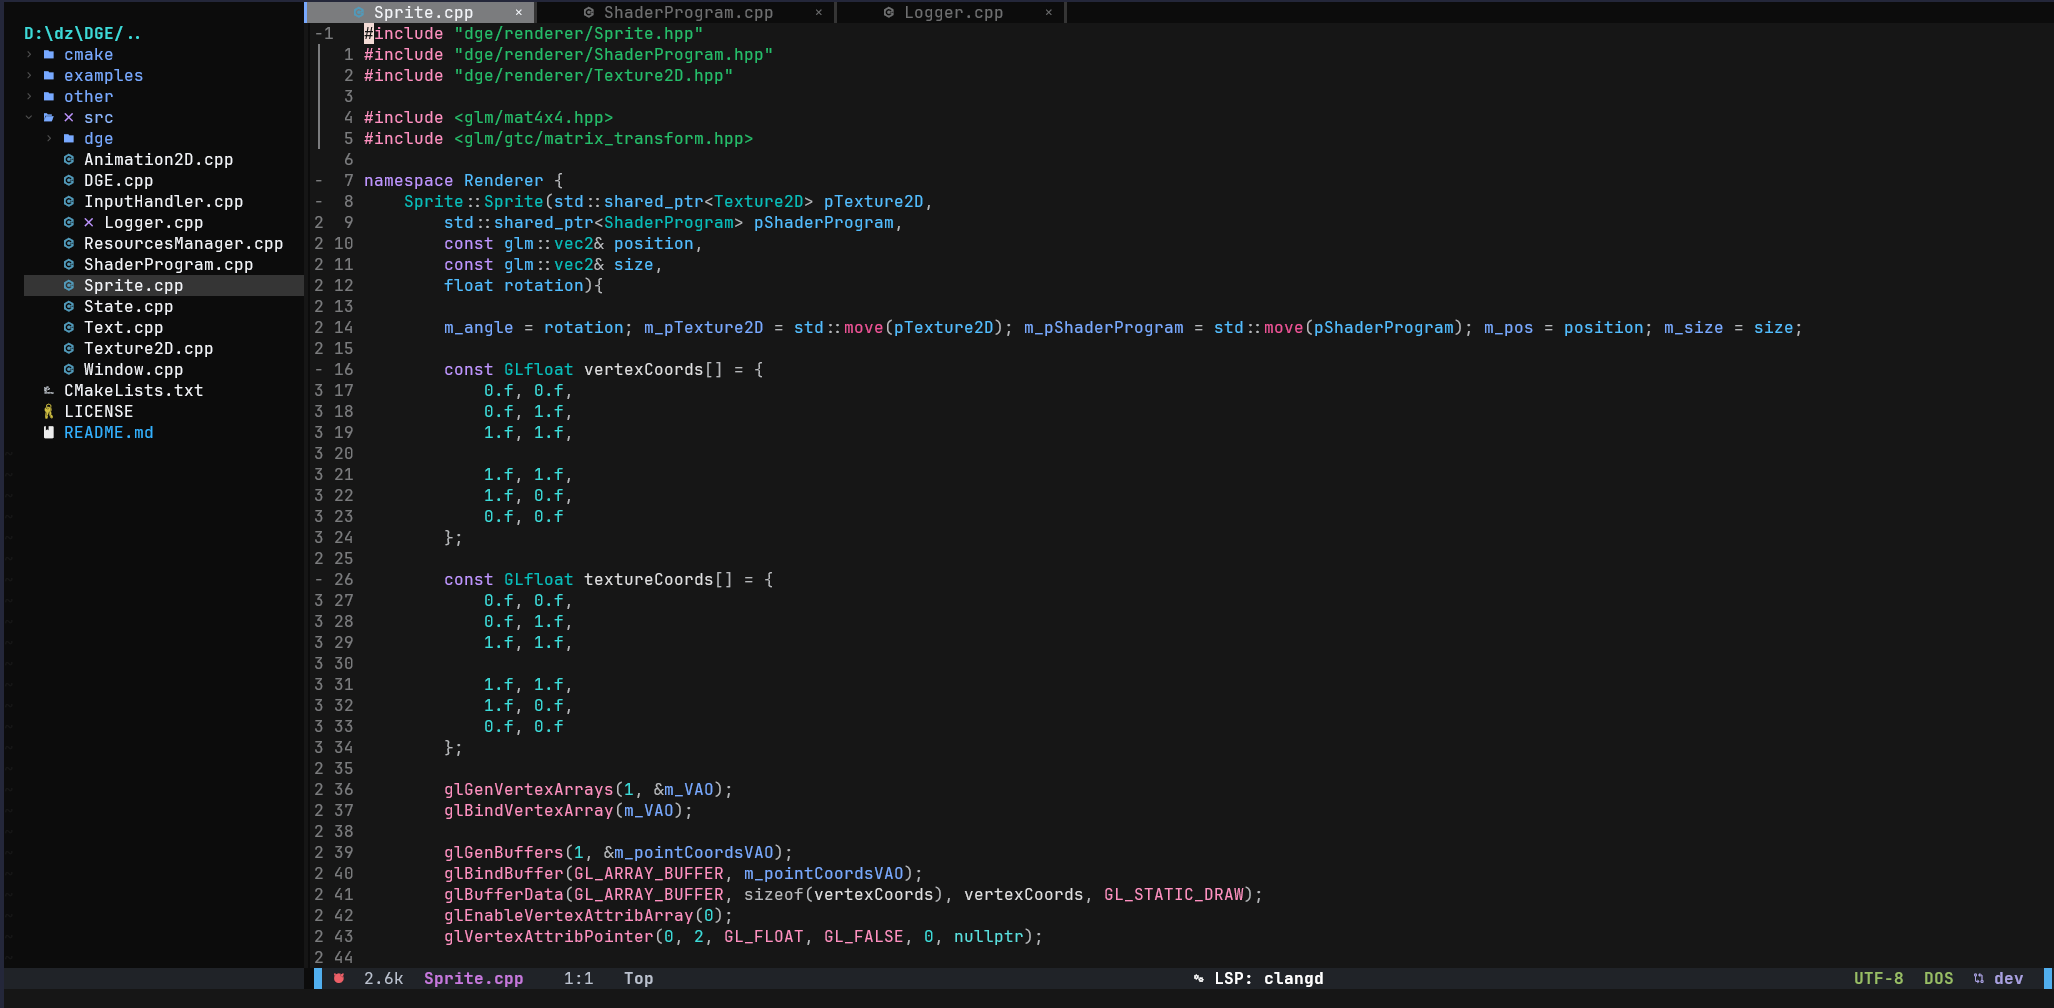 Sprite.cpp × ShaderProgram.cpp × Logger.cpp ×
D:\dz\DGE/..
cmake
examples
other
× src
dge
Animation2D.cpp
DGE.cpp
InputHandler.cpp
× Logger.cpp
ResourcesManager.cpp
ShaderProgram.cpp
Sprite.cpp
State.cpp
Text.cpp
Texture2D.cpp
Window.cpp
CMakeLists.txt
LICENSE
README.md
-1 #include "dge/renderer/Sprite.hpp"
1 #include "dge/renderer/ShaderProgram.hpp"
2 #include "dge/renderer/Texture2D.hpp"
3
4 #include <glm/mat4x4.hpp>
5 #include <glm/gtc/matrix_transform.hpp>
6
- 7 namespace Renderer {
- 8 Sprite::Sprite(std::shared_ptr<Texture2D> pTexture2D,
2 9 std::shared_ptr<ShaderProgram> pShaderProgram,
2 10 const glm::vec2& position,
2 11 const glm::vec2& size,
2 12 float rotation){
2 13
2 14 m_angle = rotation; m_pTexture2D = std::move(pTexture2D); m_pShaderProgram = std::move(pShaderProgram); m_pos = position; m_size = size;
2 15
- 16 const GLfloat vertexCoords[] = {
3 17 0.f, 0.f,
3 18 0.f, 1.f,
3 19 1.f, 1.f,
3 20
3 21 1.f, 1.f,
3 22 1.f, 0.f,
3 23 0.f, 0.f
3 24 };
2 25
- 26 const GLfloat textureCoords[] = {
3 27 0.f, 0.f,
3 28 0.f, 1.f,
3 29 1.f, 1.f,
3 30
3 31 1.f, 1.f,
3 32 1.f, 0.f,
3 33 0.f, 0.f
3 34 };
2 35
2 36 glGenVertexArrays(1, &m_VAO);
2 37 glBindVertexArray(m_VAO);
2 38
2 39 glGenBuffers(1, &m_pointCoordsVAO);
2 40 glBindBuffer(GL_ARRAY_BUFFER, m_pointCoordsVAO);
2 41 glBufferData(GL_ARRAY_BUFFER, sizeof(vertexCoords), vertexCoords, GL_STATIC_DRAW);
2 42 glEnableVertexAttribArray(0);
2 43 glVertexAttribPointer(0, 2, GL_FLOAT, GL_FALSE, 0, nullptr);
2 44
2.6k Sprite.cpp 1:1 Top LSP: clangd UTF-8 DOS dev